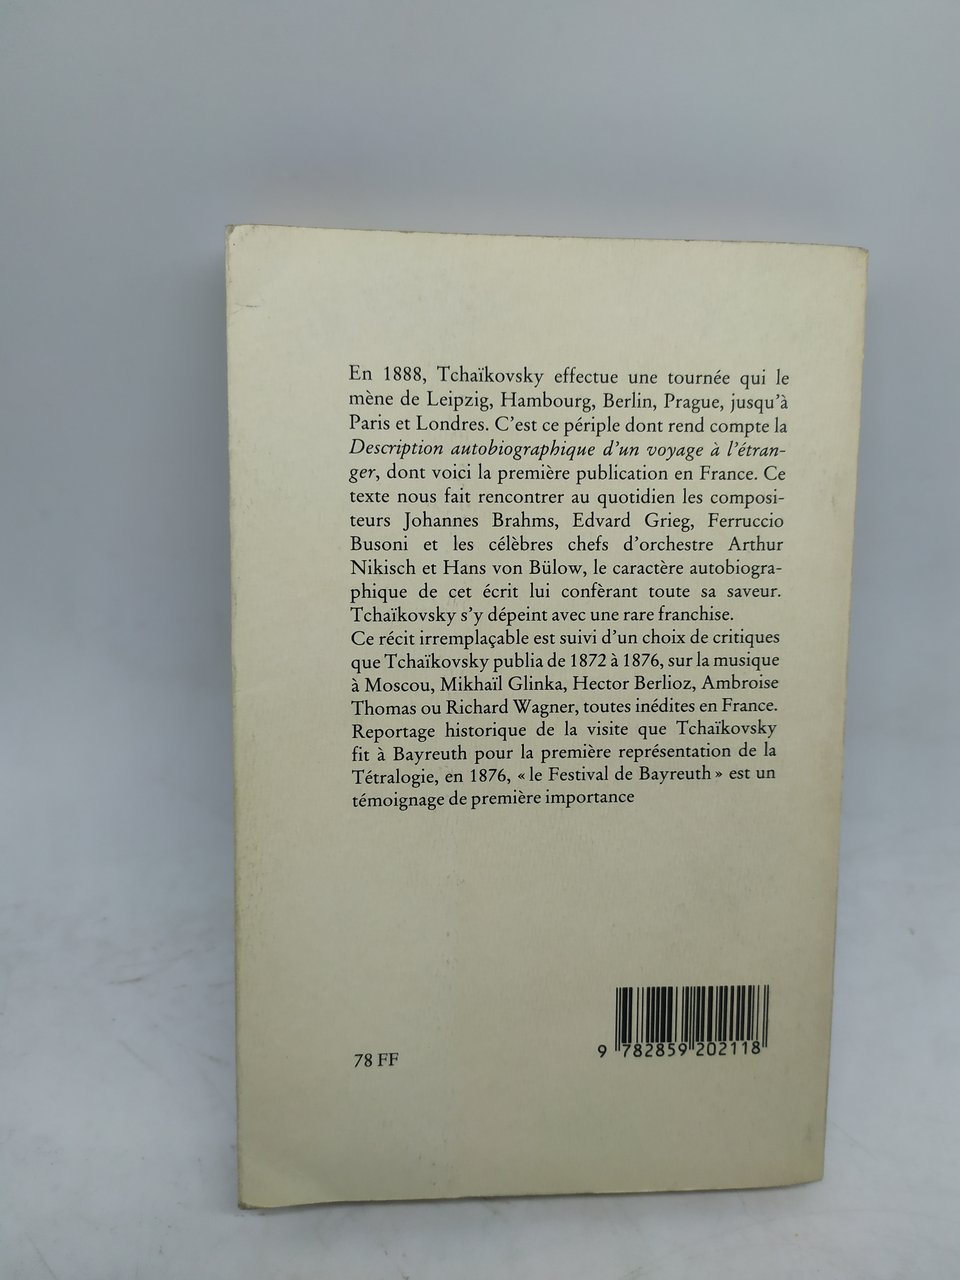 En 1888, Tchaïkovsky effectue une tournée qui le
mène de Leipzig, Hambourg, Berlin, Prague, jusqu'à
Paris et Londres. C'est ce périple dont rend compte la
Description autobiographique d'un voyage à l'étran-
ger, dont voici la première publication en France. Ce
texte nous fait rencontrer au quotidien les composi-
teurs Johannes Brahms, Edvard Grieg, Ferruccio
Busoni et les célèbres chefs d'orchestre Arthur
Nikisch et Hans von Bülow, le caractère autobiogra-
phique de cet écrit lui confèrant toute sa saveur.
Tchaïkovsky s'y dépeint avec une rare franchise.
Ce récit irremplaçable est suivi d'un choix de critiques
que Tchaïkovsky publia de 1872 à 1876, sur la musique
à Moscou, Mikhaïl Glinka, Hector Berlioz, Ambroise
Thomas ou Richard Wagner, toutes inédites en France.
Reportage historique de la visite que Tchaïkovsky
fit à Bayreuth pour la première représentation de la
Tétralogie, en 1876, « le Festival de Bayreuth » est un
témoignage de première importance
78 FF
9 782859 202118